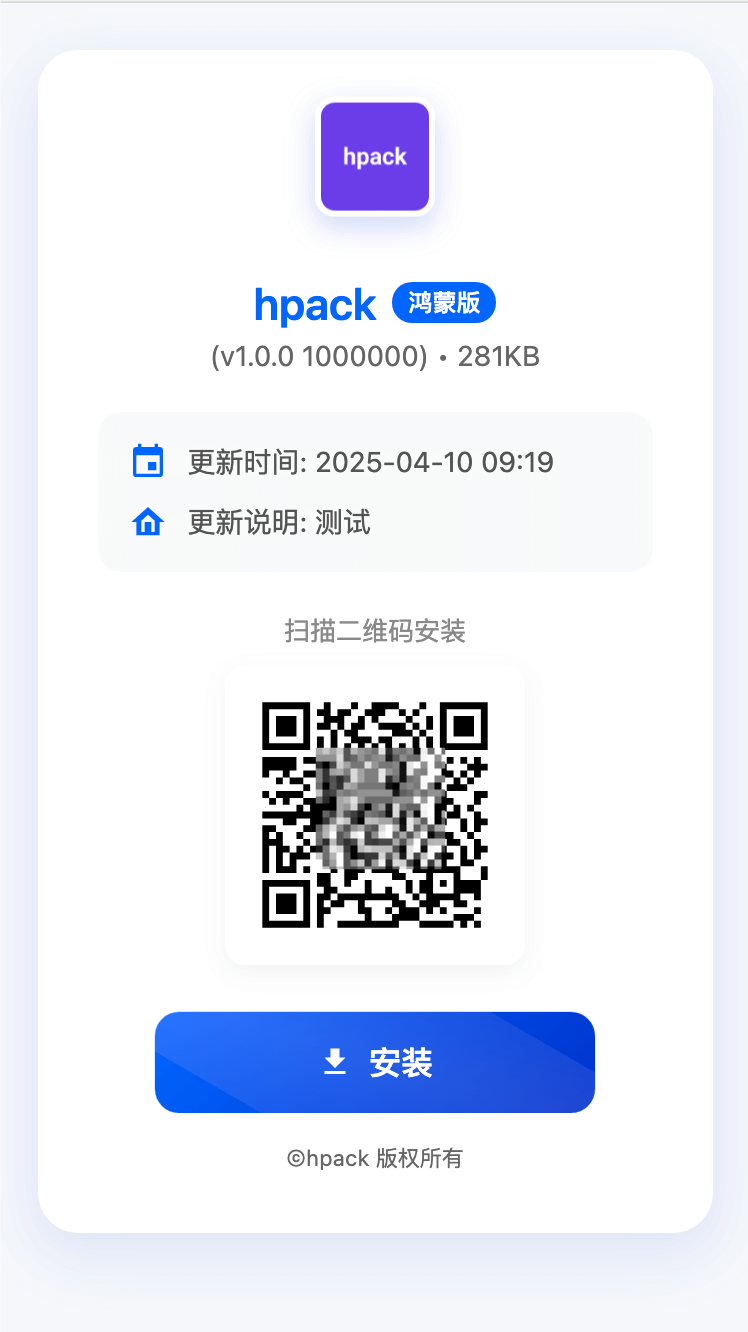 hpack
hpack 鸿蒙版
(v1.0.0 1000000) • 281KB
更新时间: 2025-04-10 09:19
更新说明: 测试
扫描二维码安装
安装
©hpack 版权所有